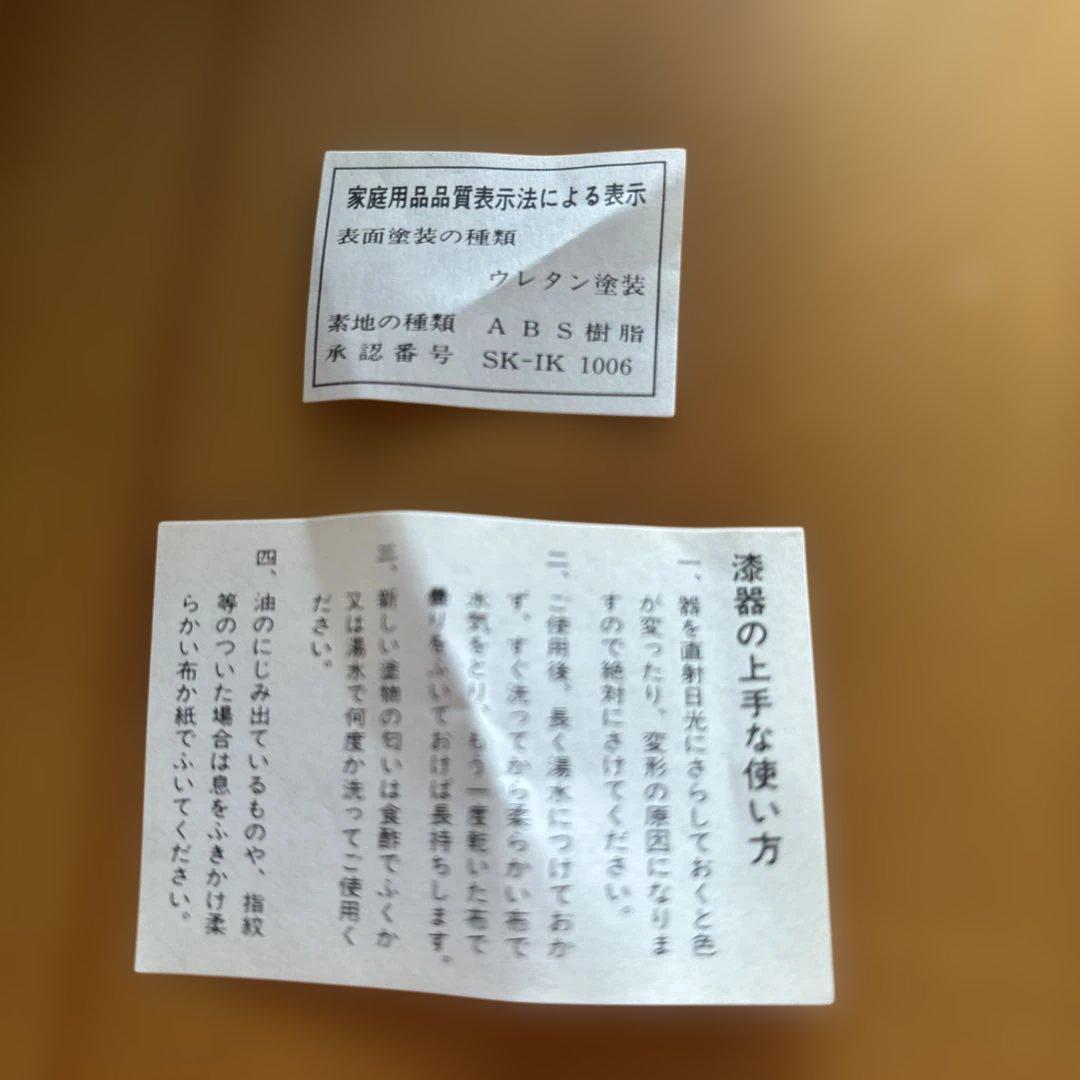 家庭用品品質表示法による表示
表面塗装の種類
ウレタン塗装
素地の種類 ABS樹脂
承認番号 SK-IK 1006
漆器の上手な使い方
一、器を直射日光にさらしておくと色
が変ったり、変形の原因になりま
すので絶対にさけてください。
二、ご使用後、長く湯水につけておか
ず、すぐ洗ってから柔らかい布で
水気をとり、もう一度乾いた布で
曇りをふいておけば長持ちします。
三、新しい塗物の匂いは食酢でふくか
又は湯水で何度か洗ってご使用く
ださい。
四、油のにじみ出ているものや、指紋
等のついた場合は息をふきかけ柔
らかい布か紙でふいてください。